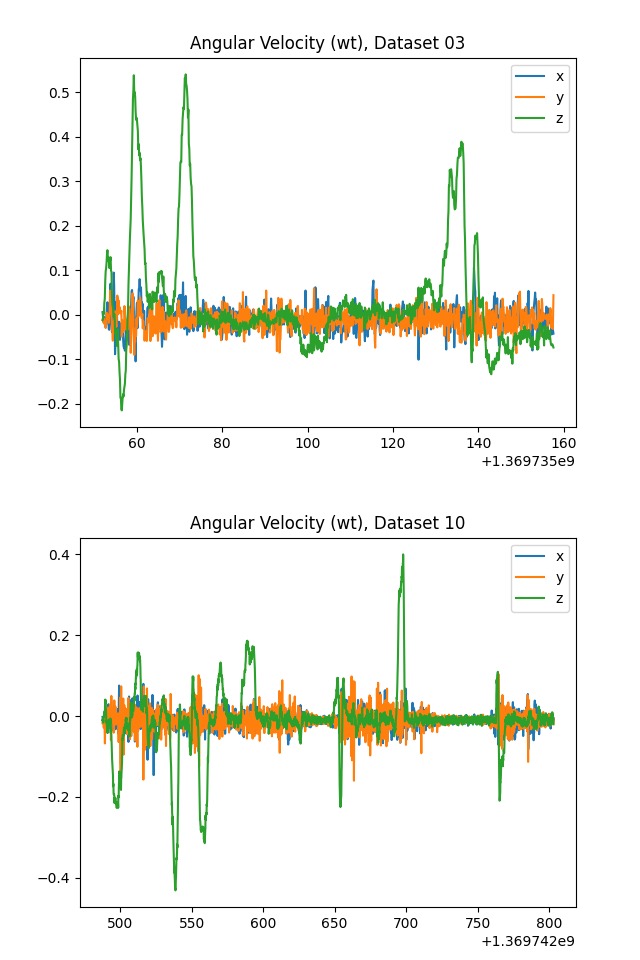 Angular Velocity (wt), Dataset 03
x
y
z
0.5
0.4
0.3
0.2
0.1
0.0
−0.1
−0.2
60 80 100 120 140 160
+1.369735e9
Angular Velocity (wt), Dataset 10
x
y
z
0.4
0.2
0.0
−0.2
−0.4
500 550 600 650 700 750 800
+1.369742e9